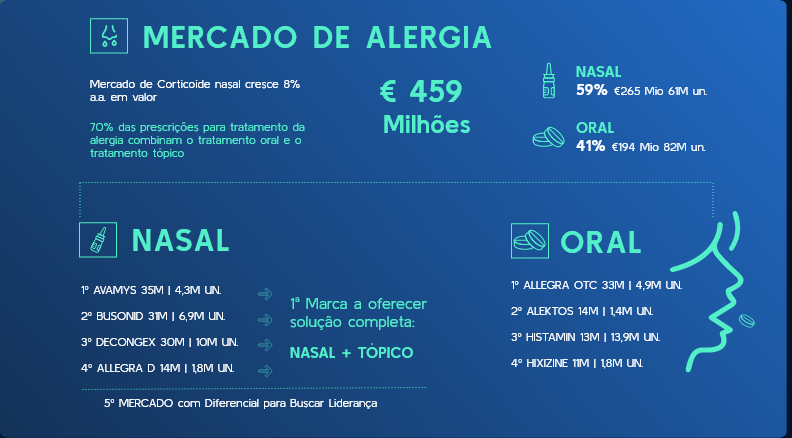 MERCADO DE ALERGIA
Mercado de Corticoide nasal cresce 8%
a.a. em valor
70% das prescrições para tratamento da
alergia combinam o tratamento oral e o
tratamento tópico
€ 459
Milhões
NASAL
59% €265 Mio 61M un.
ORAL
41% €194 Mio 82M un.
NASAL
1º AVAMYS 35M | 4,3M UN.
2º BUSONID 31M | 6,9M UN.
3º DECONGEX 30M | 10M UN.
4º ALLEGRA D 14M | 1,8M UN.
1ª Marca a oferecer
solução completa:
NASAL + TÓPICO
5º MERCADO com Diferencial para Buscar Liderança
ORAL
1º ALLEGRA OTC 33M | 4,9M UN.
2º ALEKTOS 14M | 1,4M UN.
3º HISTAMIN 13M | 13,9M UN.
4º HIXIZINE 11M | 1,8M UN.